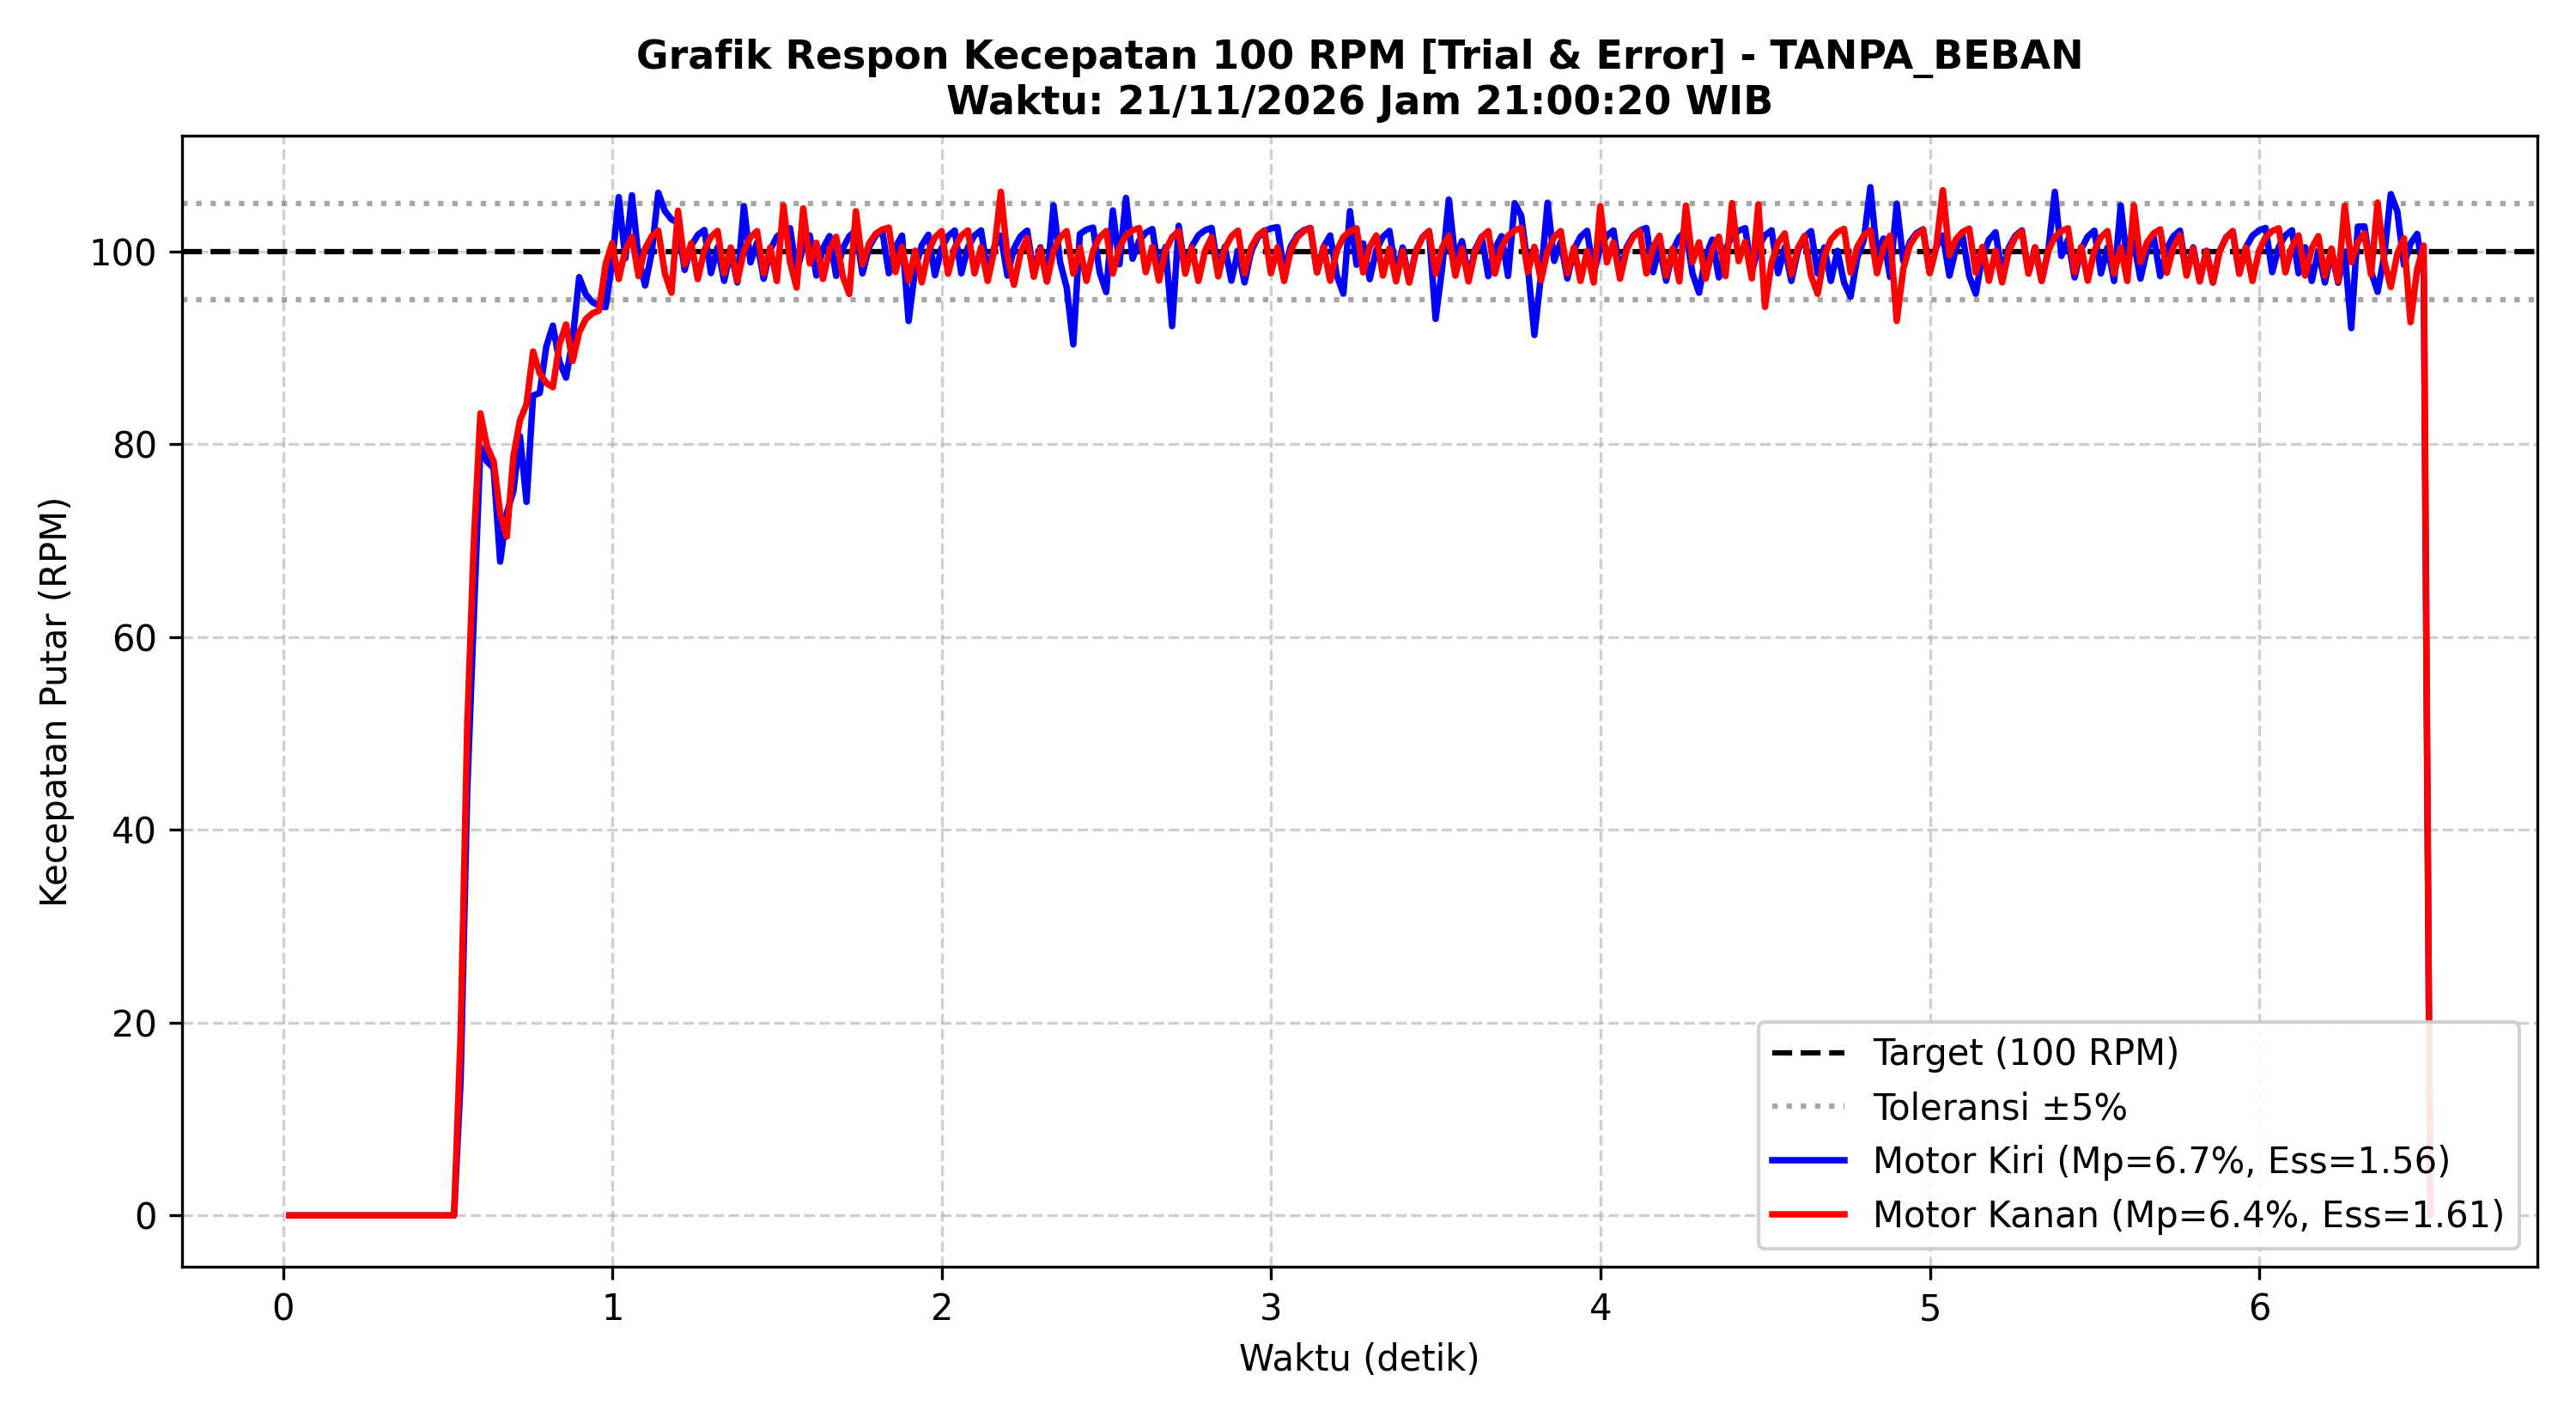 Grafik Respon Kecepatan 100 RPM [Trial & Error] - TANPA_BEBAN
Waktu: 21/11/2026 Jam 21:00:20 WIB
Kecepatan Putar (RPM)
100
80
60
40
20
0
0
1
2
3
4
5
6
Waktu (detik)
Target (100 RPM)
Toleransi ±5%
Motor Kiri (Mp=6.7%, Ess=1.56)
Motor Kanan (Mp=6.4%, Ess=1.61)